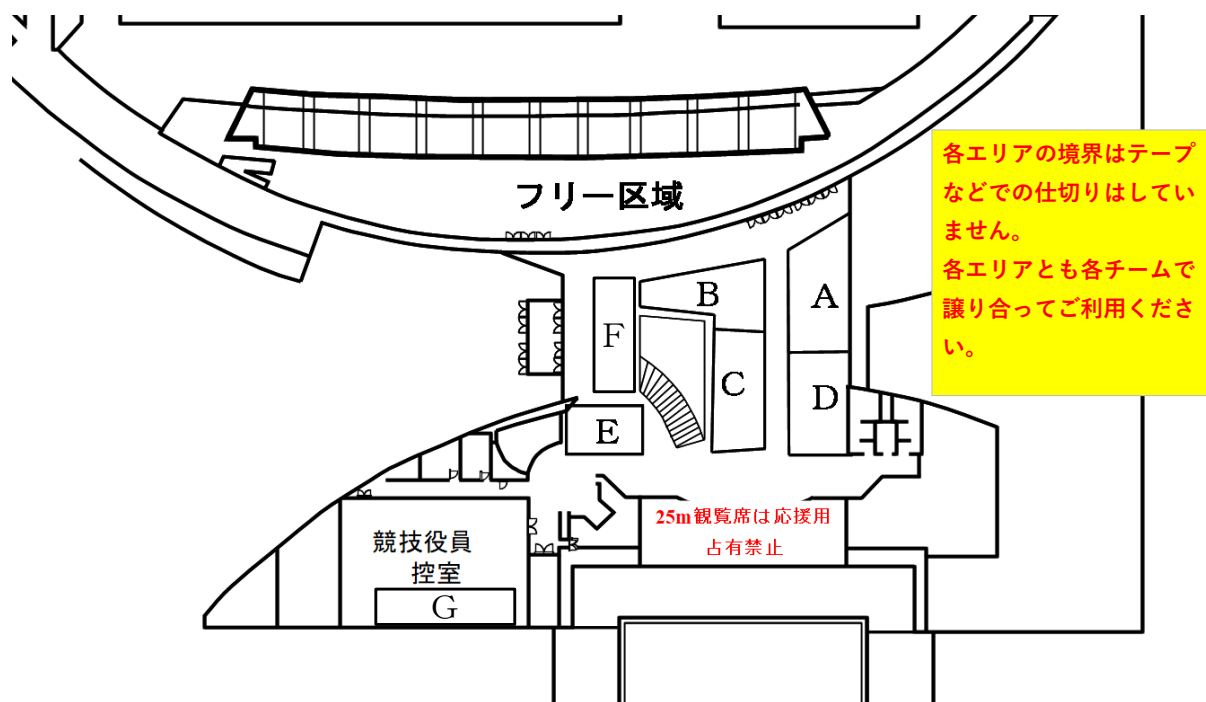 各エリアの境界はテープ
などでの仕切りはしてい
ません。
各エリアとも各チームで
譲り合ってご利用くださ
い。
フリー区域
B
A
F
C
D
E
25m観覧席は応援用
占有禁止
競技役員
控室
G